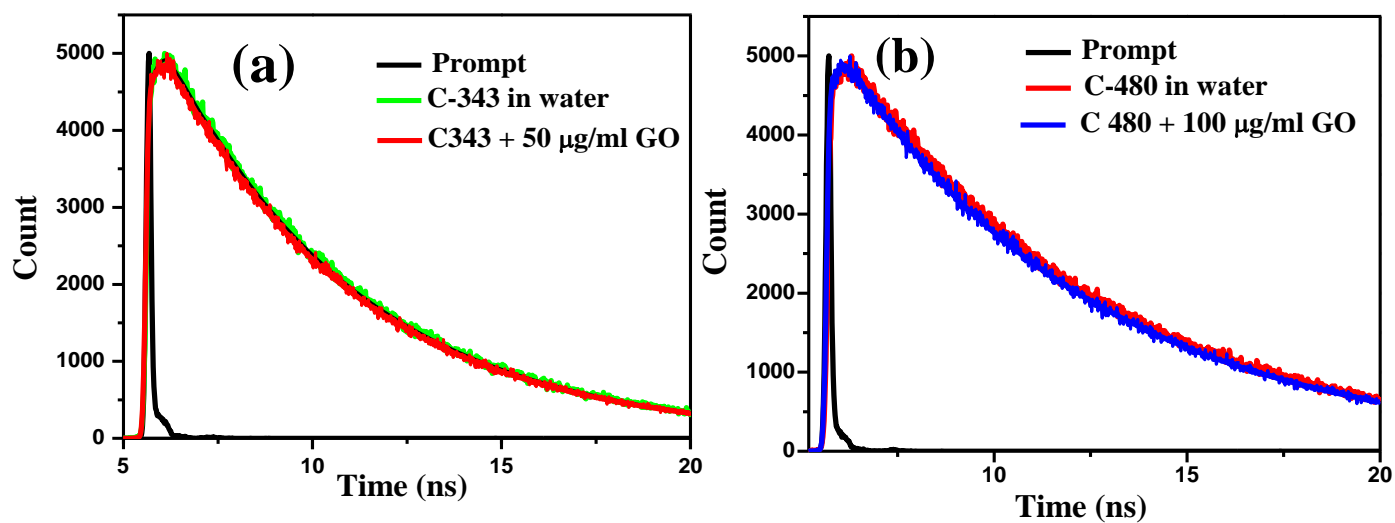 (a)
Prompt
C-343 in water
C343 + 50 μg/ml GO
5000
4000
3000
2000
1000
0
Count
5
10
15
20
Time (ns)
(b)
Prompt
C-480 in water
C 480 + 100 μg/ml GO
5000
4000
3000
2000
1000
0
Count
10
15
20
Time (ns)